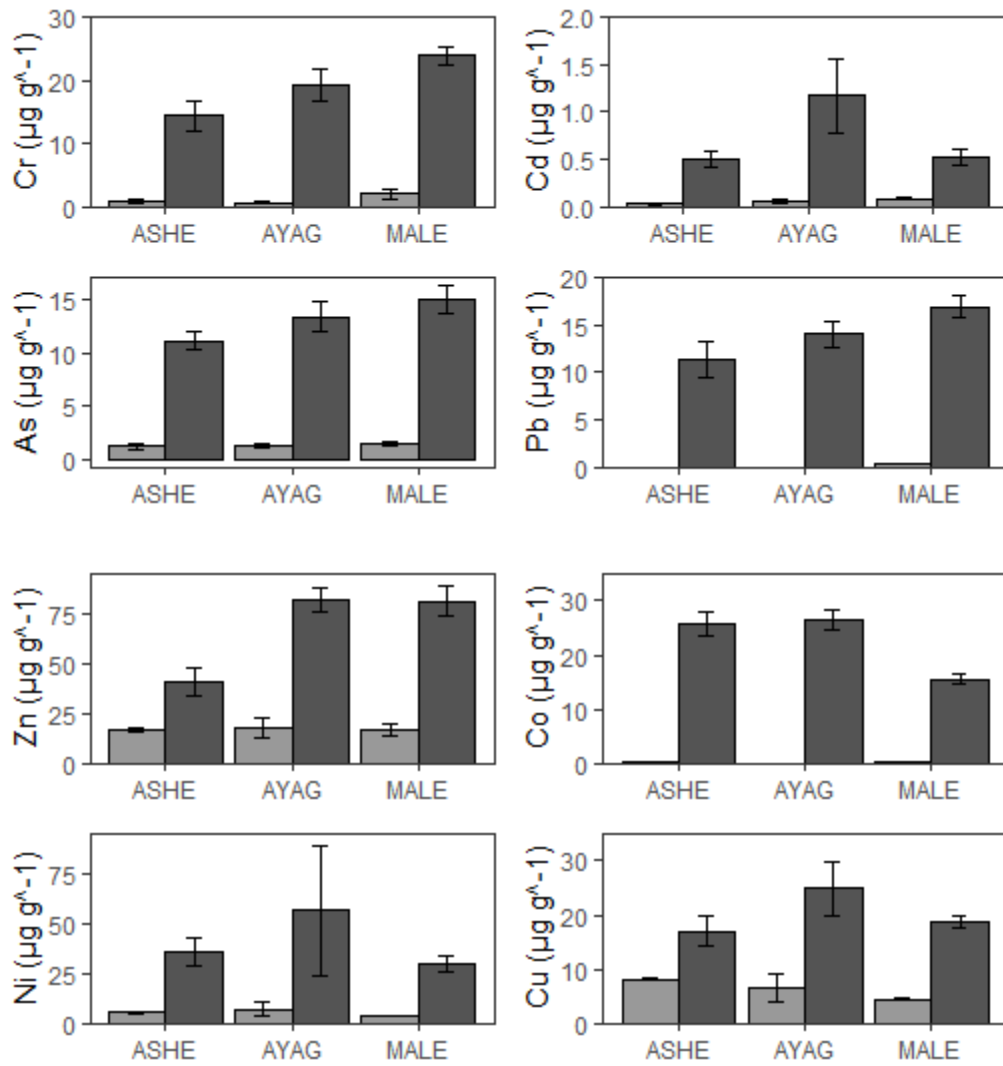 Cr (µg g^-1)
30
20
10
0
ASHE AYAG MALE
Cd (µg g^-1)
2.0
1.5
1.0
0.5
0.0
ASHE AYAG MALE
As (µg g^-1)
15
10
5
0
ASHE AYAG MALE
Pb (µg g^-1)
20
15
10
5
0
ASHE AYAG MALE
Zn (µg g^-1)
75
50
25
0
ASHE AYAG MALE
Co (µg g^-1)
30
20
10
0
ASHE AYAG MALE
Ni (µg g^-1)
75
50
25
0
ASHE AYAG MALE
Cu (µg g^-1)
30
20
10
0
ASHE AYAG MALE